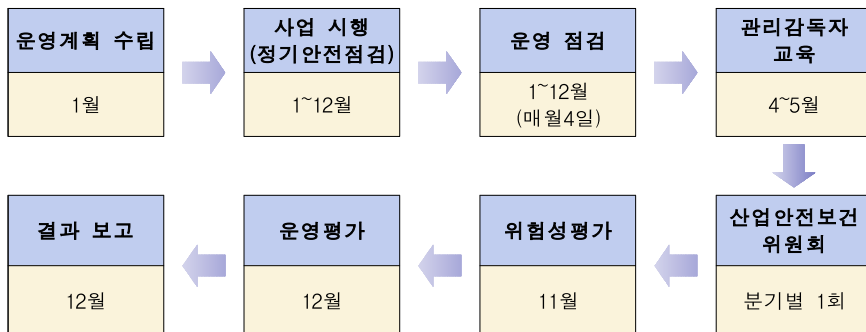 운영계획 수립
1월
사업 시행
(정기안전점검)
1~12월
운영 점검
1~12월
(매월4일)
관리감독자
교육
4~5월
산업안전보건
위원회
분기별 1회
위험성평가
11월
운영평가
12월
결과 보고
12월